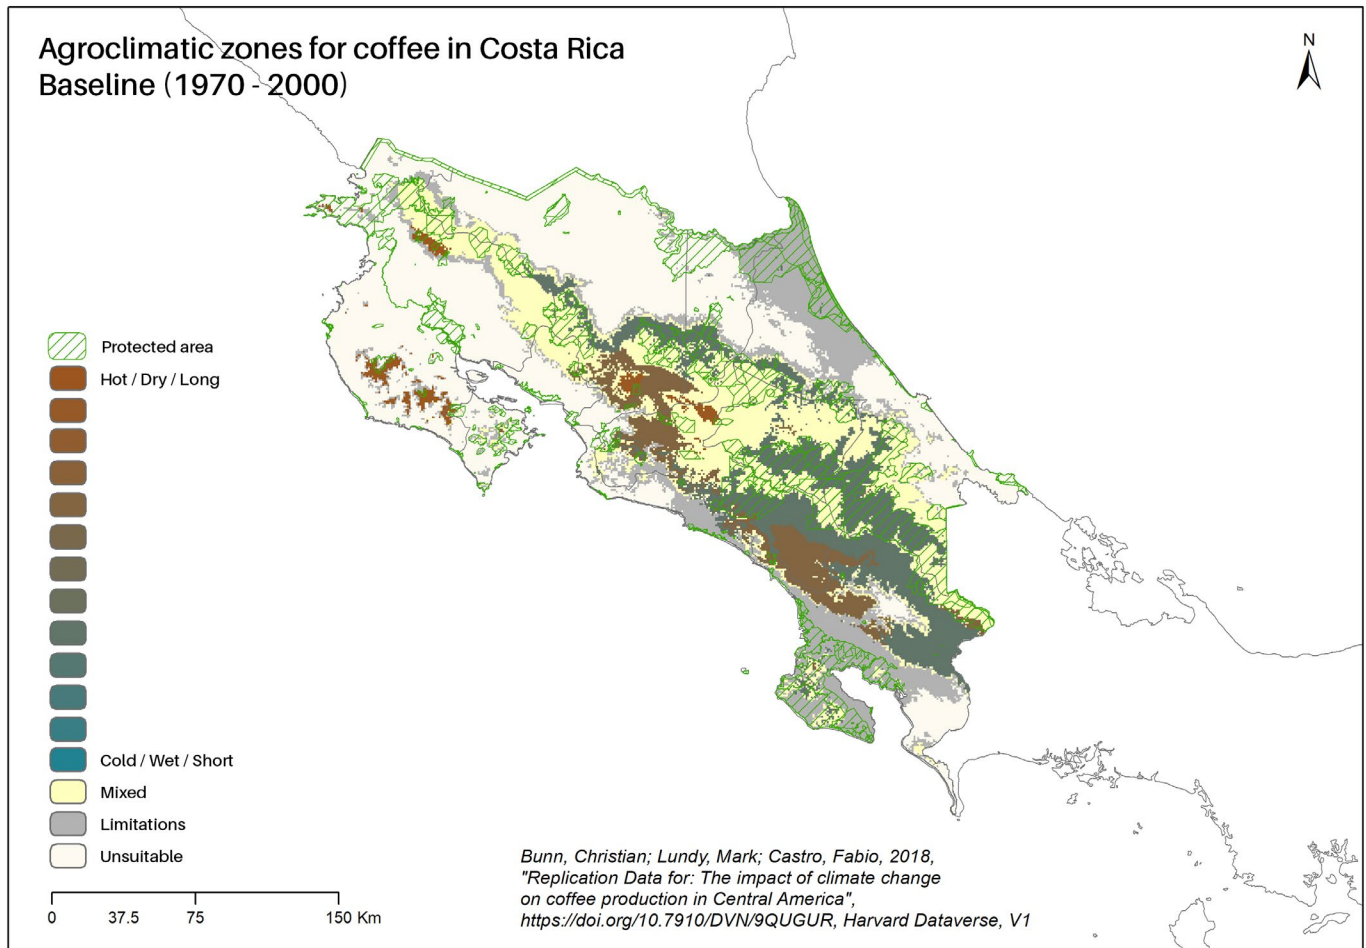 Agroclimatic zones for coffee in Costa Rica
Baseline (1970 - 2000)
N
Protected area
Hot / Dry / Long
Cold / Wet / Short
Mixed
Limitations
Unsuitable
0 37.5 75 150 Km
Bunn, Christian; Lundy, Mark; Castro, Fabio, 2018,
"Replication Data for: The impact of climate change
on coffee production in Central America",
https://doi.org/10.7910/DVN/9QUGUR, Harvard Dataverse, V1